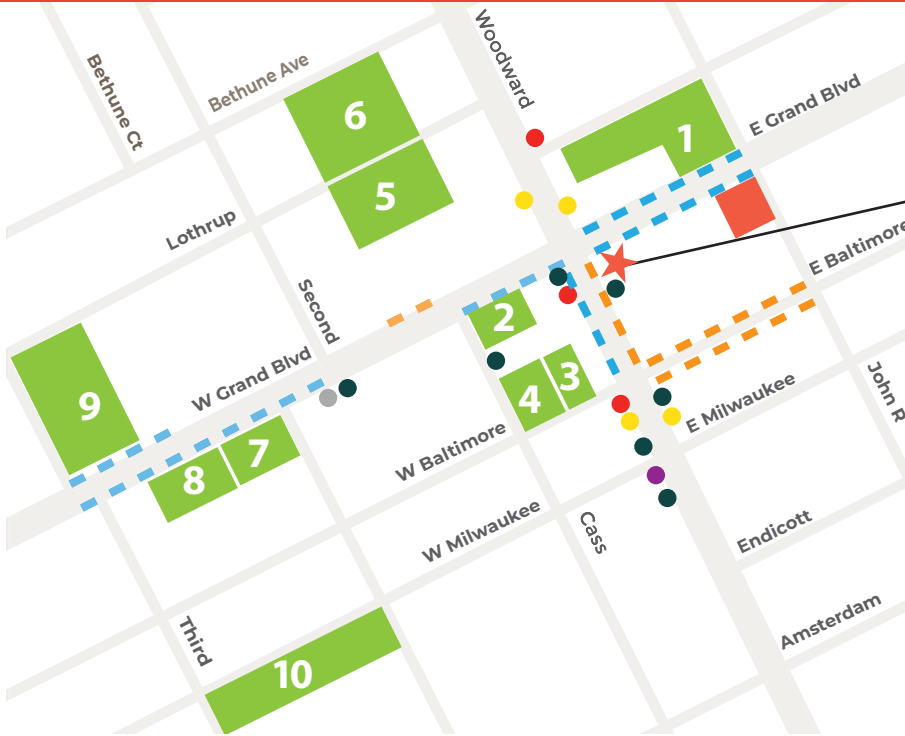 Woodward
Bethune Ct
Bethune Ave
6
1
E Grand Blvd
5
Lothrup
E Baltimore
Second
2
W Grand Blvd
3
4
9
John R
E Milwaukee
W Baltimore
7
8
W Milwaukee
Cass
Endicott
Third
Amsterdam
10